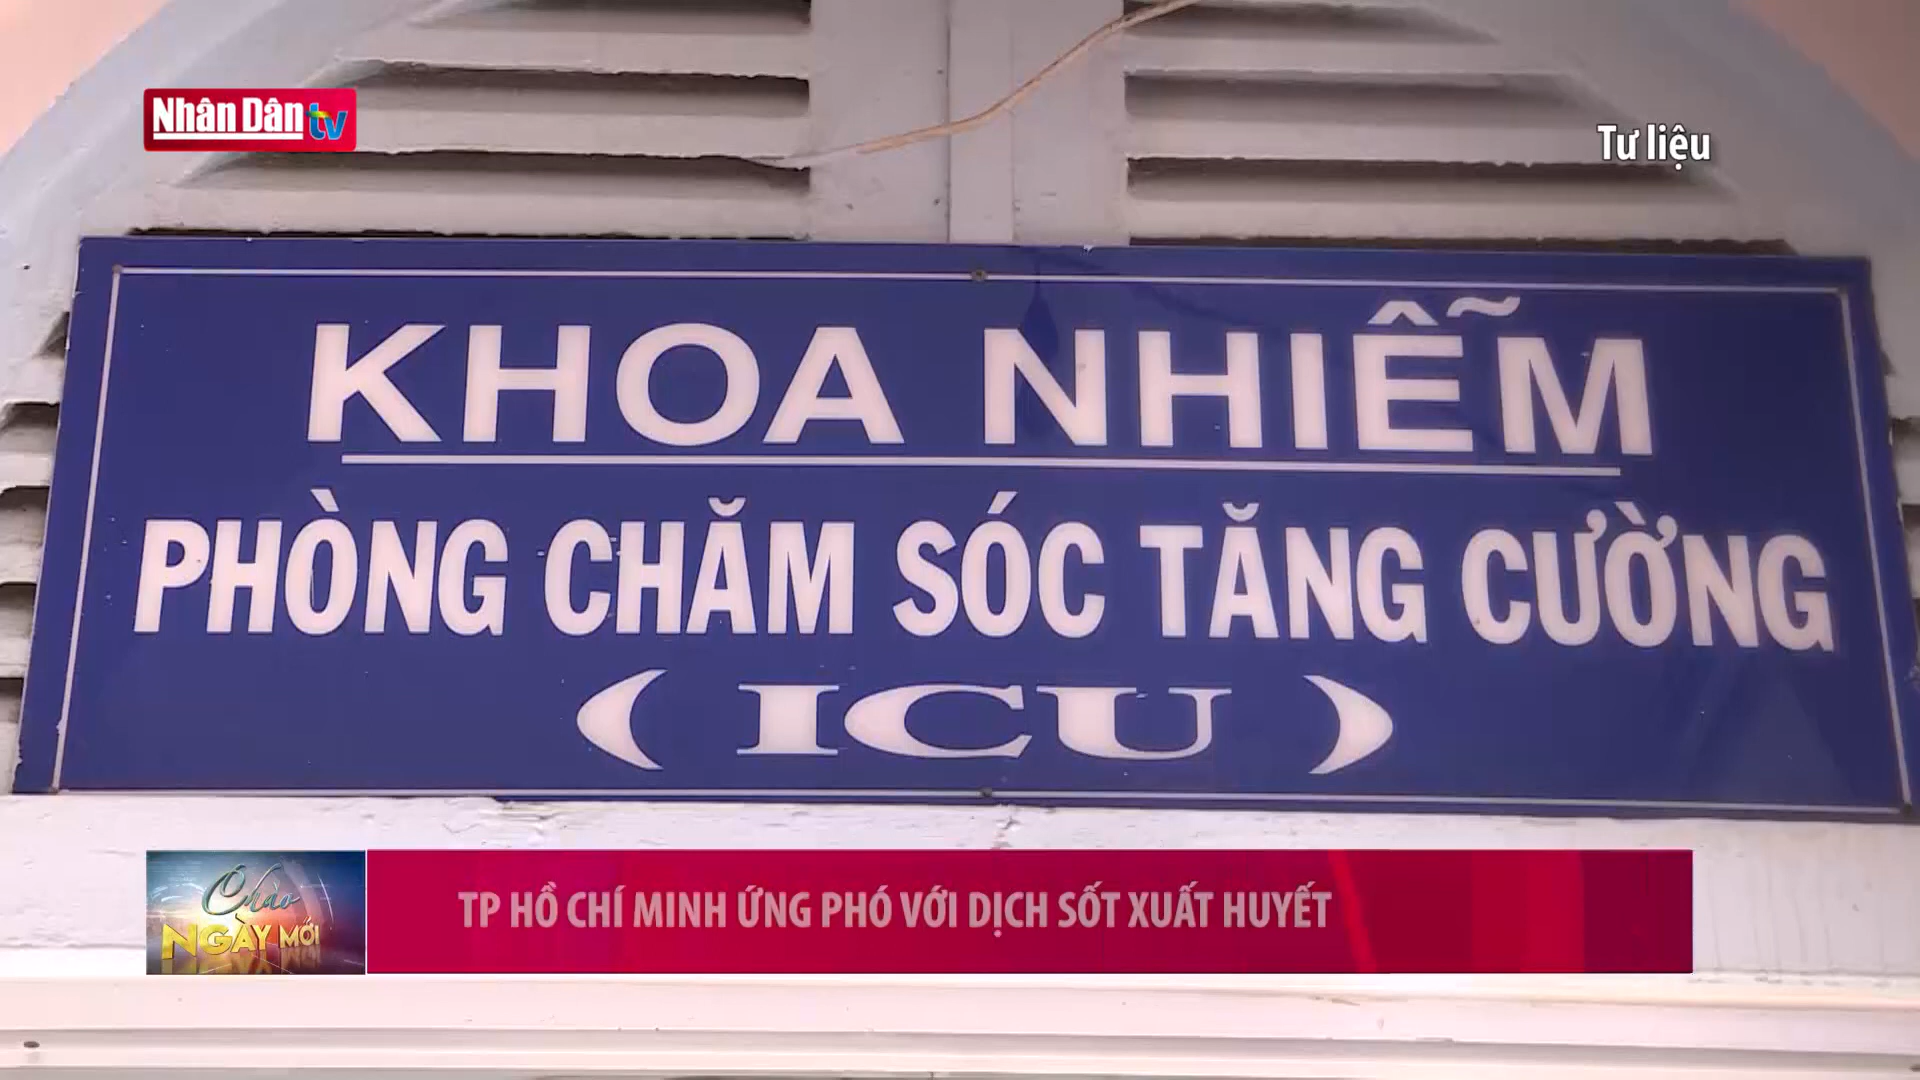 Nhân Dân tv
Tư liệu
KHOA NHIỄM
PHÒNG CHĂM SÓC TĂNG CƯỜNG
(ICU)
Chào
NGÀY MỚI
TP HỒ CHÍ MINH ỨNG PHÓ VỚI DỊCH SỐT XUẤT HUYẾT